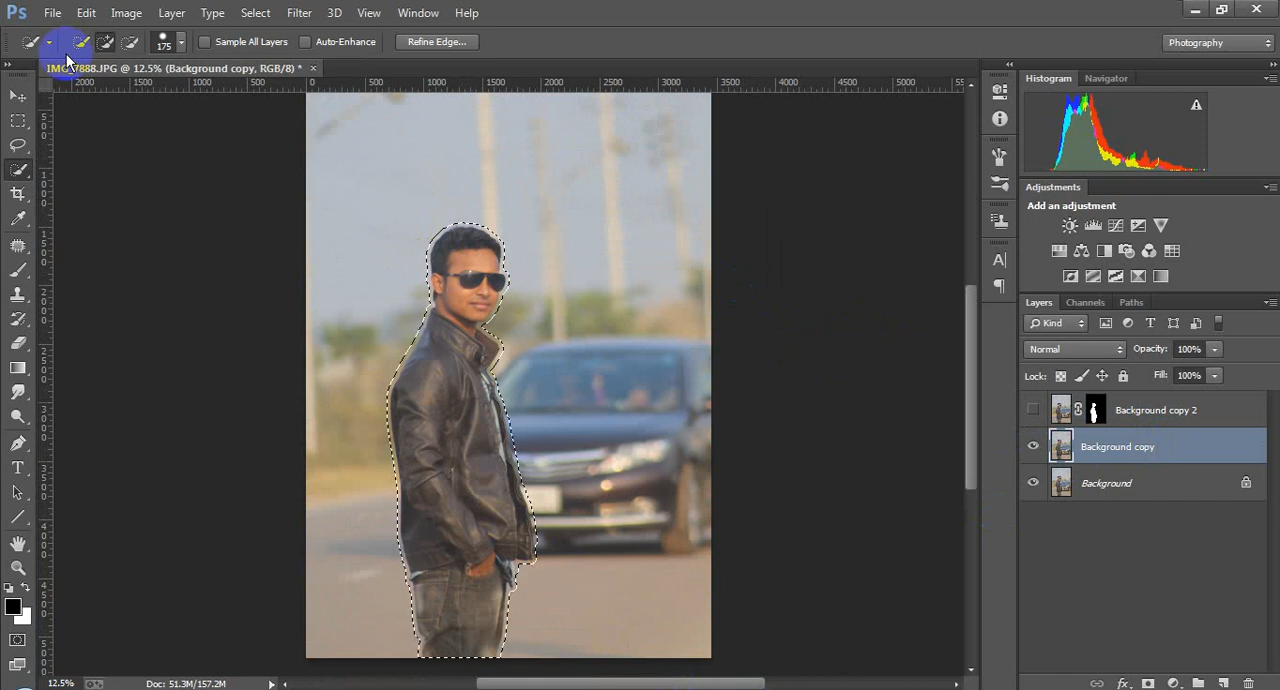 Ps File Edit Image Layer Type Select Filter 3D View Window Help
175 Sample All Layers Auto-Enhance Refine Edge... Photography
888.JPG @ 12.5% (Background copy, RGB/8) *
2000 1500 1000 500 0 500 1000 1500 2000 2500 3000 3500 4000 4500 5000
Histogram Navigator
Adjustments
Add an adjustment
Layers Channels Paths
Kind
Normal Opacity: 100%
Lock: Fill: 100%
Background copy 2
Background copy
Background
12.5% Doc: 51.3M/157.2M